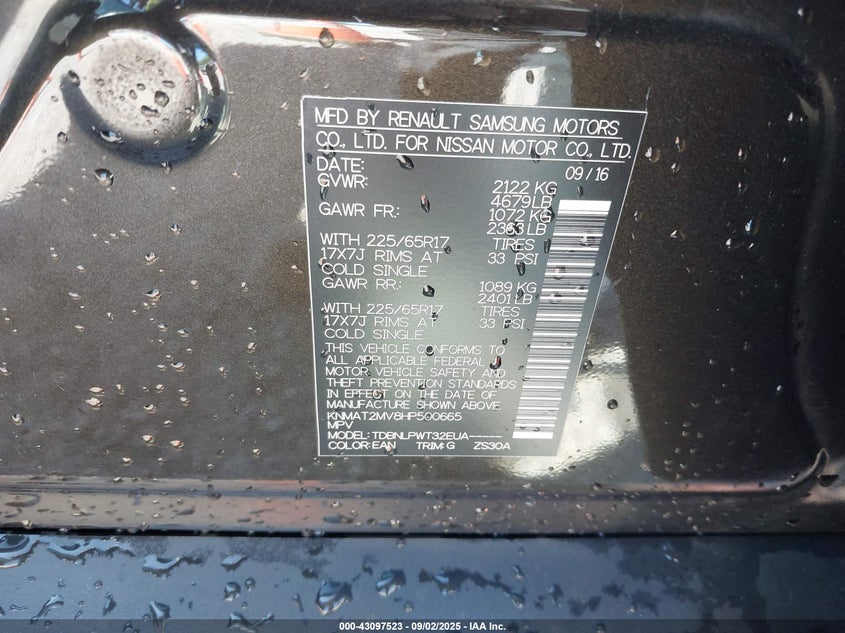 MFD BY RENAULT SAMSUNG MOTORS
CO., LTD. FOR NISSAN MOTOR CO., LTD.
DATE: 09/16
GVWR: 2122 KG
4679 LB
GAWR FR.: 1072 KG
2363 LB
WITH 225/65R17 TIRES
17X7J RIMS AT 33 PSI
COLD SINGLE
GAWR RR.: 1089 KG
2401 LB
WITH 225/65R17 TIRES
17X7J RIMS AT 33 PSI
COLD SINGLE
THIS VEHICLE CONFORMS TO
ALL APPLICABLE FEDERAL
MOTOR VEHICLE SAFETY AND
THEFT PREVENTION STANDARDS
IN EFFECT ON THE DATE OF
MANUFACTURE SHOWN ABOVE.
KNMAT2MV8HP500665
MPV
MODEL: TDBNLPWT32EUA-----
COLOR: EAN TRIM: G ZS30A
000-43097523 - 09/02/2025 - IAA Inc.